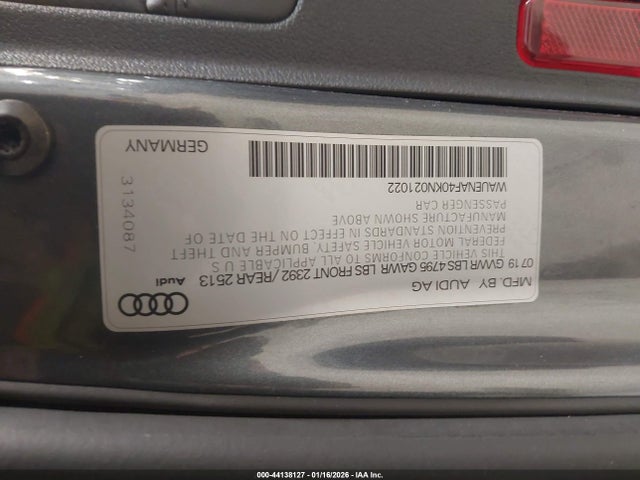 MFD. BY AUDI AG
0719 GVWR LBS 4795 GAWR LBS FRONT 2392 / REAR 2513
THIS VEHICLE CONFORMS TO ALL APPLICABLE U S
FEDERAL MOTOR VEHICLE SAFETY, BUMPER AND THEFT
PREVENTION STANDARDS IN EFFECT ON THE DATE OF
MANUFACTURE SHOWN ABOVE
PASSENGER CAR
WAUENAF40KN021022
Audi
3134087
GERMANY
000-44138127 - 01/16/2026 - IAA Inc.